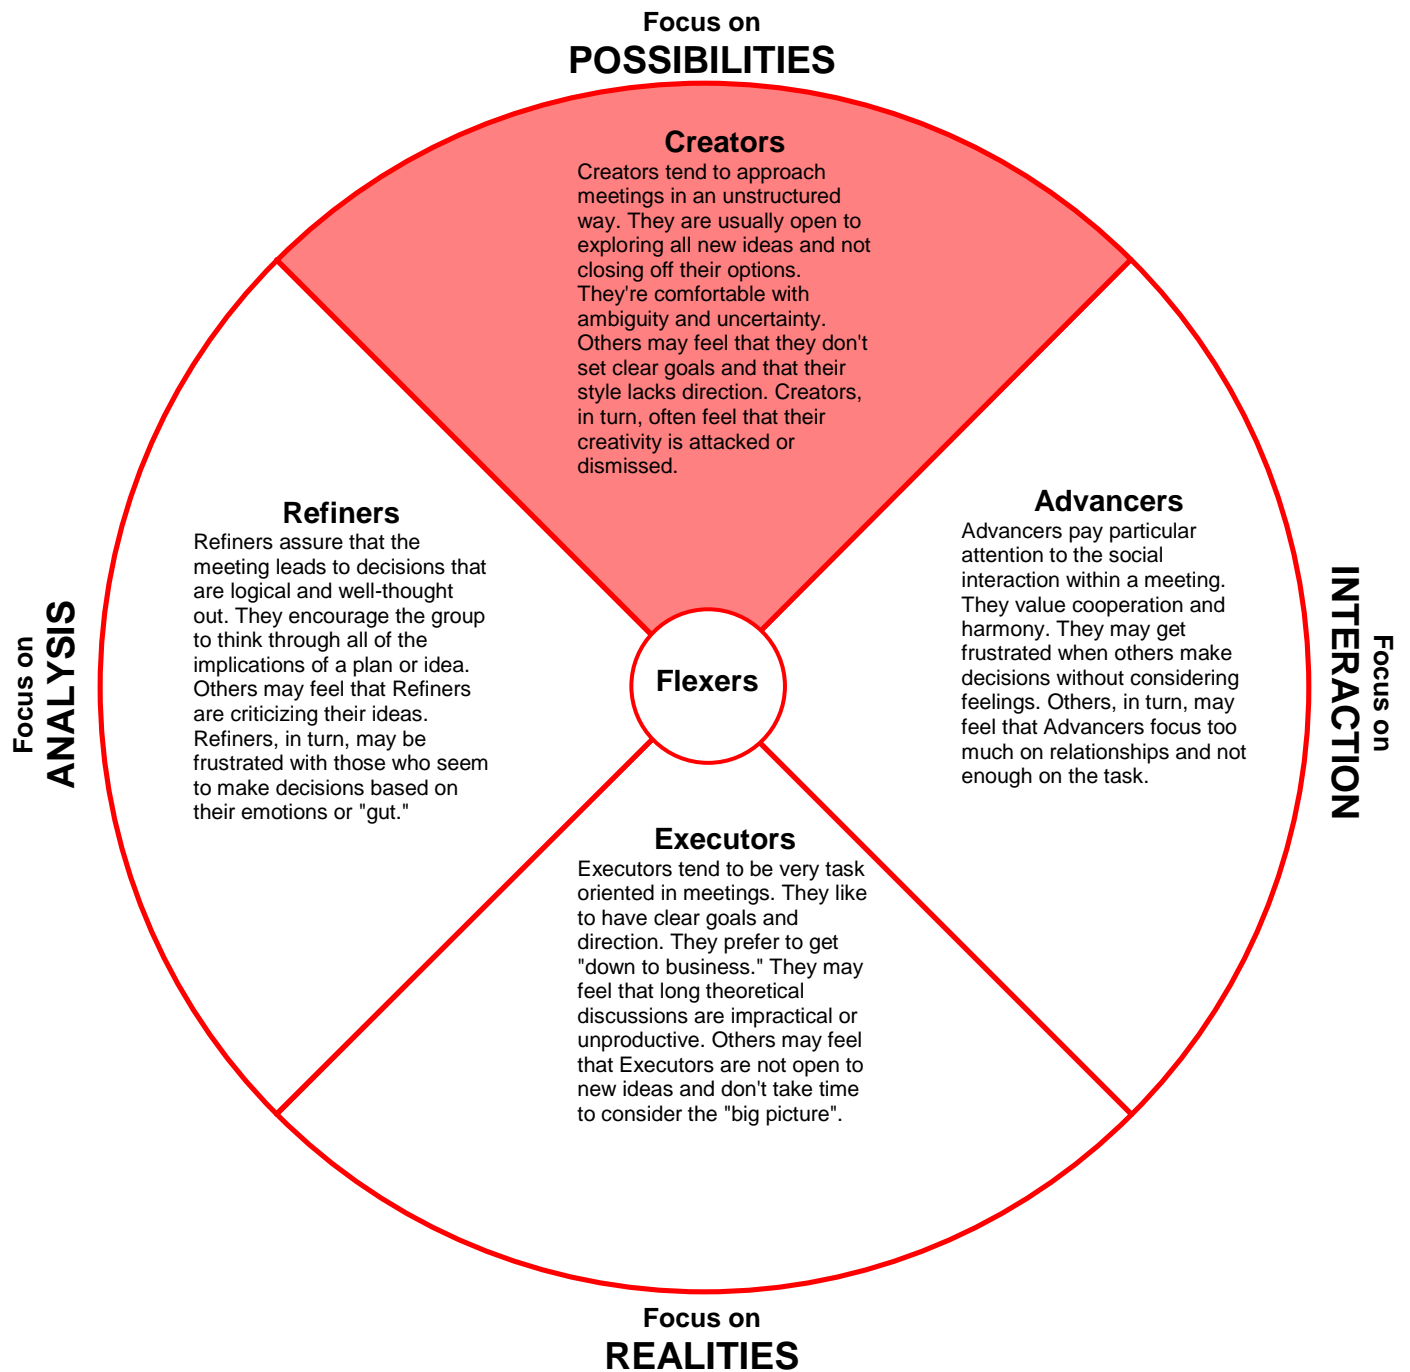 Focus on
POSSIBILITIES
Creators
Creators tend to approach
meetings in an unstructured
way. They are usually open to
exploring all new ideas and not
closing off their options.
They're comfortable with
ambiguity and uncertainty.
Others may feel that they don't
set clear goals and that their
style lacks direction. Creators,
in turn, often feel that their
creativity is attacked or
dismissed.
Focus on
ANALYSIS
Refiners
Refiners assure that the
meeting leads to decisions that
are logical and well-thought
out. They encourage the group
to think through all of the
implications of a plan or idea.
Others may feel that Refiners
are criticizing their ideas.
Refiners, in turn, may be
frustrated with those who seem
to make decisions based on
their emotions or "gut."
Flexers
Advancers
Advancers pay particular
attention to the social
interaction within a meeting.
They value cooperation and
harmony. They may get
frustrated when others make
decisions without considering
feelings. Others, in turn, may
feel that Advancers focus too
much on relationships and not
enough on the task.
Focus on
INTERACTION
Executors
Executors tend to be very task
oriented in meetings. They like
to have clear goals and
direction. They prefer to get
"down to business." They may
feel that long theoretical
discussions are impractical or
unproductive. Others may feel
that Executors are not open to
new ideas and don't take time
to consider the "big picture".
Focus on
REALITIES